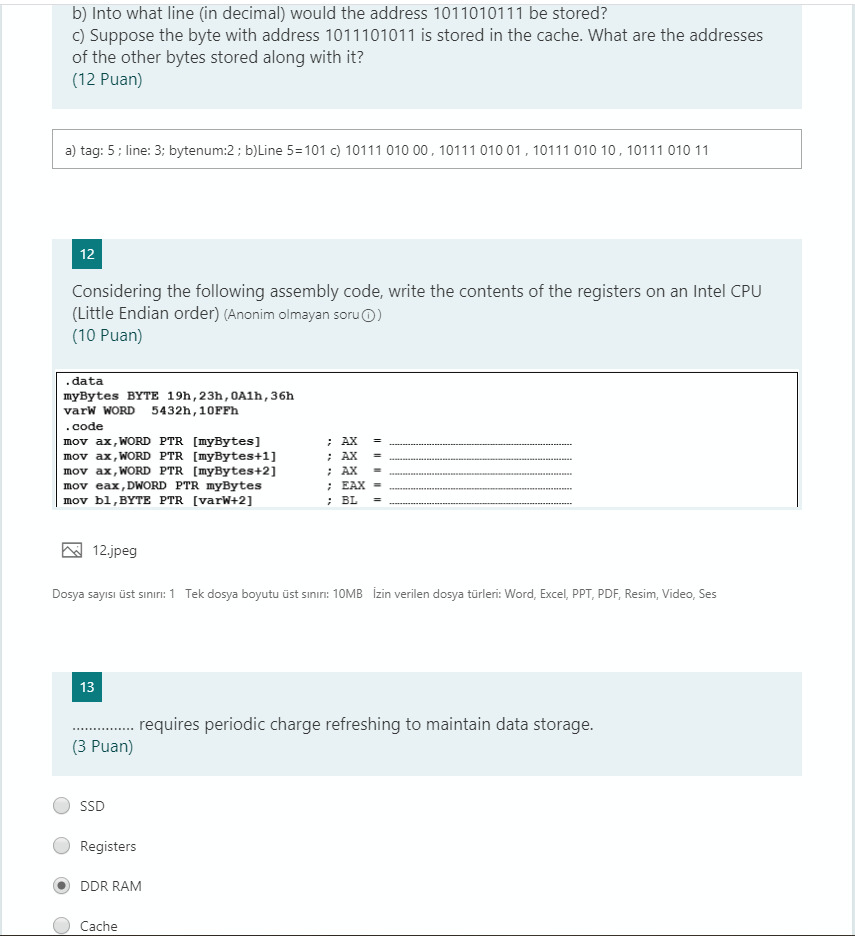 b) Into what line (in decimal) would the address 1011010111 be stored?
c) Suppose the byte with address 1011101011 is stored in the cache. What are the addresses
of the other bytes stored along with it?
(12 Puan)
a) tag: 5 ; line: 3; bytenum:2 ; b)Line 5=101 c) 10111 010 00 , 10111 010 01 , 10111 010 10 , 10111 010 11
12
Considering the following assembly code, write the contents of the registers on an Intel CPU
(Little Endian order) (Anonim olmayan soruⓘ)
(10 Puan)
.data
myBytes BYTE 19h,23h,0A1h,36h
varW WORD 5432h,10FFh
.code
mov ax,WORD PTR [myBytes] ; AX = ..............................
mov ax,WORD PTR [myBytes+1] ; AX = ..............................
mov ax,WORD PTR [myBytes+2] ; AX = ..............................
mov eax,DWORD PTR myBytes ; EAX = ..............................
mov bl,BYTE PTR [varW+2] ; BL = ..............................
12.jpeg
Dosya sayısı üst sınırı: 1 Tek dosya boyutu üst sınırı: 10MB İzin verilen dosya türleri: Word, Excel, PPT, PDF, Resim, Video, Ses
13
............... requires periodic charge refreshing to maintain data storage.
(3 Puan)
SSD
Registers
DDR RAM
Cache